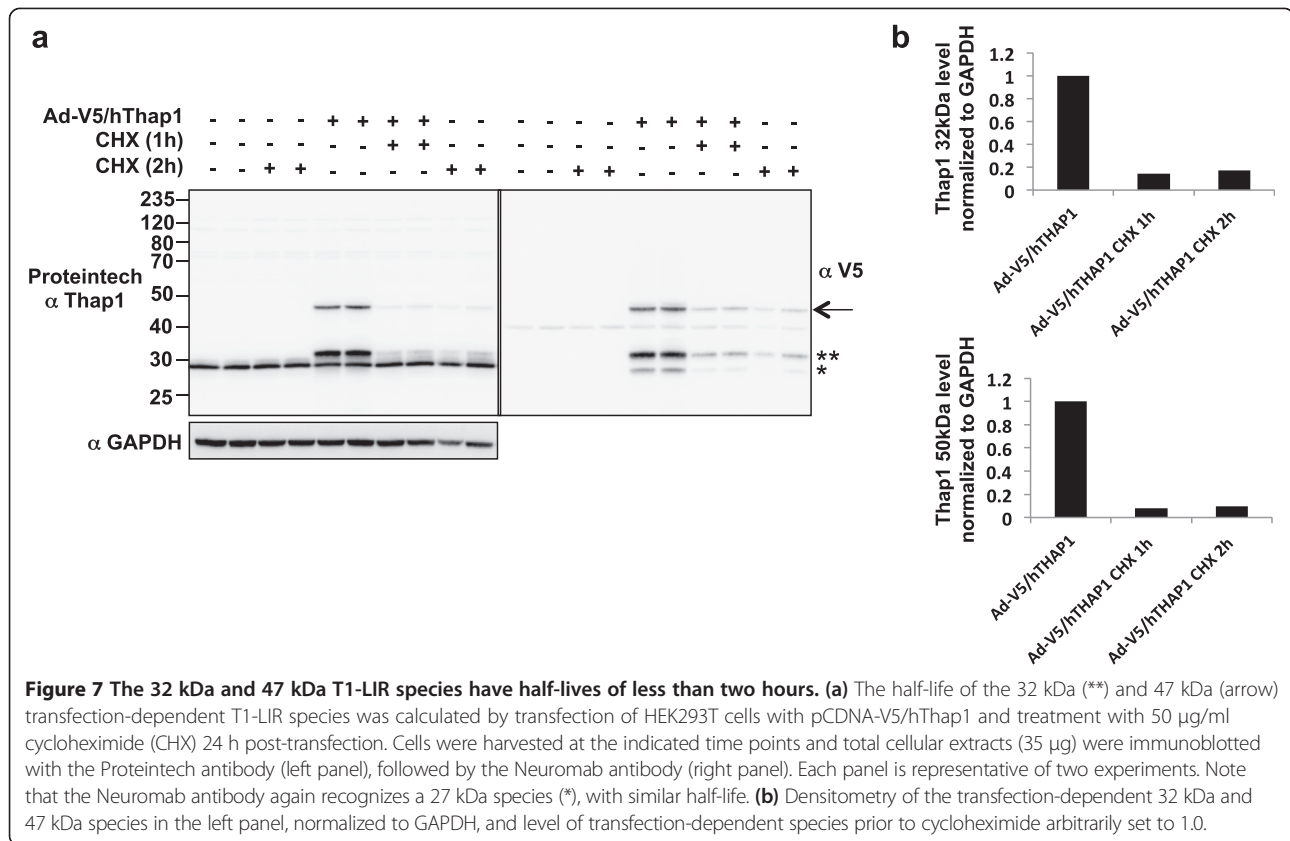 a
Ad-V5/hThap1 - - - - + + + + - - - - - - + + + + - -
CHX (1h) - - - - - - + + - - - - - - - - + + - -
CHX (2h) - - + + - - - - + + - - + + - - - - + +
235
120
80
70
50
40
30
25
Proteintech
α Thap1
α V5
**
*
α GAPDH
b
Thap1 32kDa level
normalized to GAPDH
1.2
1
0.8
0.6
0.4
0.2
0
Ad-V5/hTHAP1
Ad-V5/hTHAP1 CHX 1h
Ad-V5/hTHAP1 CHX 2h
Thap1 50kDa level
normalized to GAPDH
1.2
1
0.8
0.6
0.4
0.2
0
Ad-V5/hTHAP1
Ad-V5/hTHAP1 CHX 1h
Ad-V5/hTHAP1 CHX 2h
Figure 7 The 32 kDa and 47 kDa T1-LIR species have half-lives of less than two hours. (a) The half-life of the 32 kDa (**) and 47 kDa (arrow)
transfection-dependent T1-LIR species was calculated by transfection of HEK293T cells with pCDNA-V5/hThap1 and treatment with 50 μg/ml
cycloheximide (CHX) 24 h post-transfection. Cells were harvested at the indicated time points and total cellular extracts (35 μg) were immunoblotted
with the Proteintech antibody (left panel), followed by the Neuromab antibody (right panel). Each panel is representative of two experiments. Note
that the Neuromab antibody again recognizes a 27 kDa species (*), with similar half-life. (b) Densitometry of the transfection-dependent 32 kDa and
47 kDa species in the left panel, normalized to GAPDH, and level of transfection-dependent species prior to cycloheximide arbitrarily set to 1.0.